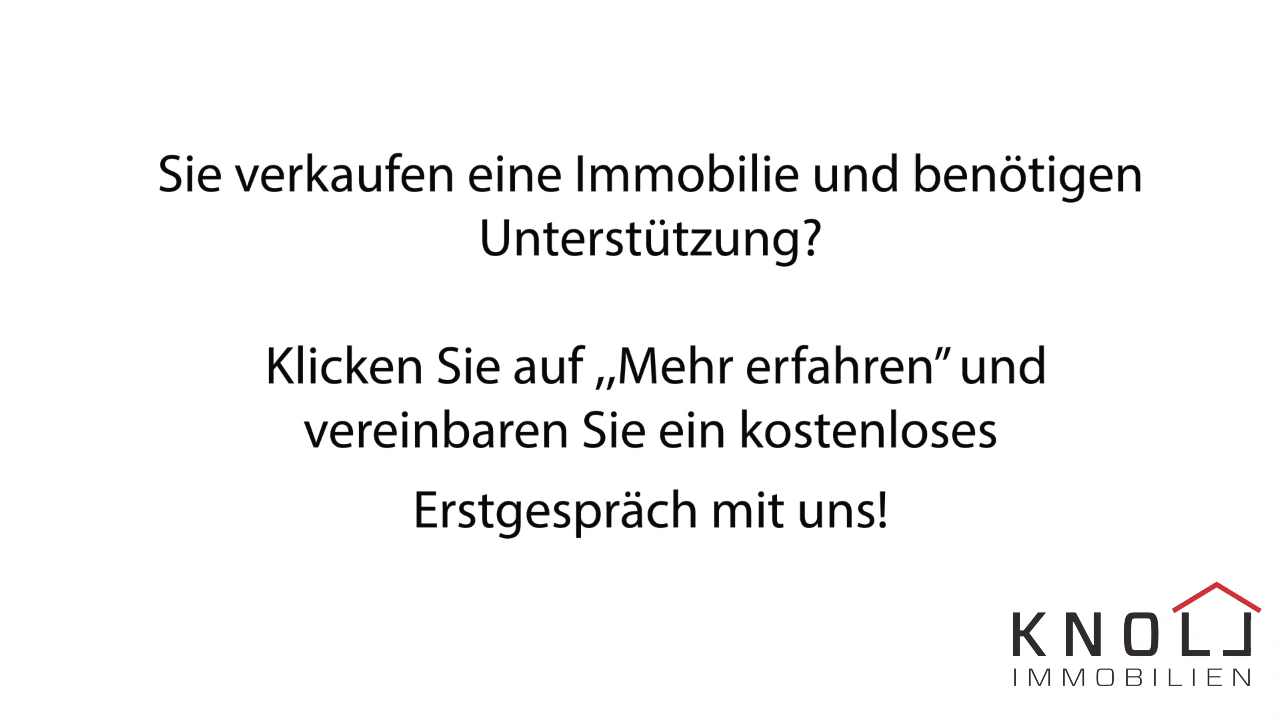 Sie verkaufen eine Immobilie und benötigen
Unterstützung?
Klicken Sie auf ,,Mehr erfahren” und
vereinbaren Sie ein kostenloses
Erstgespräch mit uns!
KNOLL
IMMOBILIEN